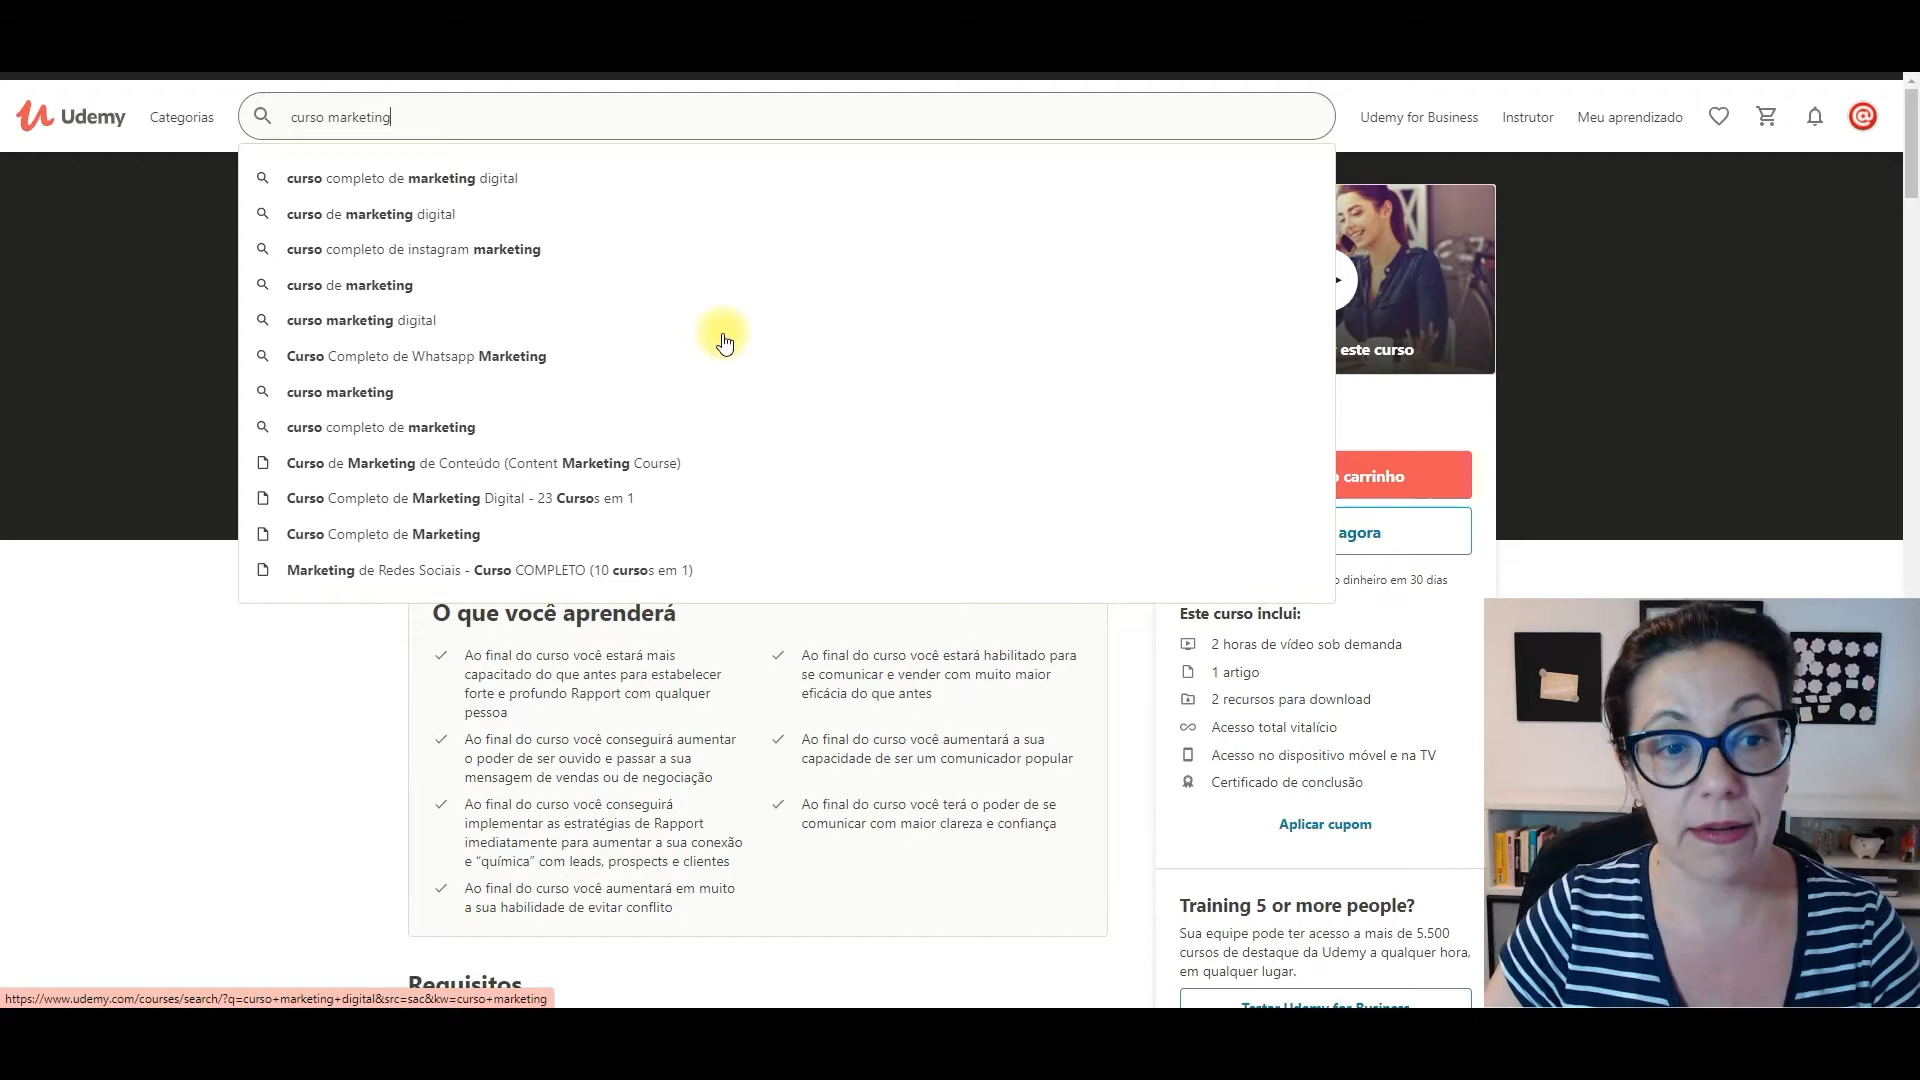 Udemy
Categorias
curso marketing
Udemy for Business
Instrutor
Meu aprendizado
curso completo de marketing digital
curso de marketing digital
curso completo de instagram marketing
curso de marketing
curso marketing digital
Curso Completo de Whatsapp Marketing
curso marketing
curso completo de marketing
Curso de Marketing de Conteúdo (Content Marketing Course)
Curso Completo de Marketing Digital - 23 Cursos em 1
Curso Completo de Marketing
Marketing de Redes Sociais - Curso COMPLETO (10 cursos em 1)
este curso
carrinho
agora
dinheiro em 30 dias
O que você aprenderá
Ao final do curso você estará mais
capacitado do que antes para estabelecer
forte e profundo Rapport com qualquer
pessoa
Ao final do curso você conseguirá aumentar
o poder de ser ouvido e passar a sua
mensagem de vendas ou de negociação
Ao final do curso você conseguirá
implementar as estratégias de Rapport
imediatamente para aumentar a sua conexão
e “química” com leads, prospects e clientes
Ao final do curso você aumentará em muito
a sua habilidade de evitar conflito
Ao final do curso você estará habilitado para
se comunicar e vender com muito maior
eficácia do que antes
Ao final do curso você aumentará a sua
capacidade de ser um comunicador popular
Ao final do curso você terá o poder de se
comunicar com maior clareza e confiança
Este curso inclui:
2 horas de vídeo sob demanda
1 artigo
2 recursos para download
Acesso total vitalício
Acesso no dispositivo móvel e na TV
Certificado de conclusão
Aplicar cupom
Training 5 or more people?
Sua equipe pode ter acesso a mais de 5.500
cursos de destaque da Udemy a qualquer hora,
em qualquer lugar.
Testar Udemy for Business
Requisitos
https://www.udemy.com/courses/search/?q=curso+marketing+digital&src=sac&kw=curso+marketing